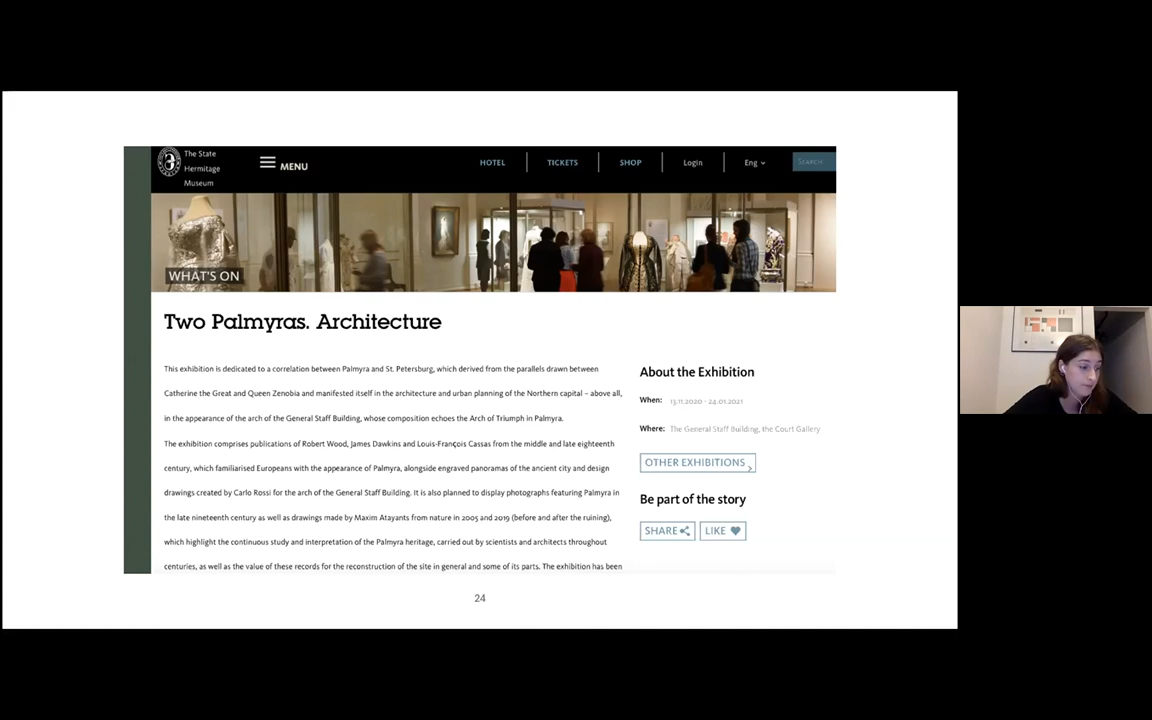 The State
Hermitage
Museum
MENU
HOTEL
TICKETS
SHOP
Login
Eng
SEARCH
WHAT'S ON
Two Palmyras. Architecture
This exhibition is dedicated to a correlation between Palmyra and St. Petersburg, which derived from the parallels drawn between
Catherine the Great and Queen Zenobia and manifested itself in the architecture and urban planning of the Northern capital – above all,
in the appearance of the arch of the General Staff Building, whose composition echoes the Arch of Triumph in Palmyra.
The exhibition comprises publications of Robert Wood, James Dawkins and Louis-François Cassas from the middle and late eighteenth
century, which familiarised Europeans with the appearance of Palmyra, alongside engraved panoramas of the ancient city and design
drawings created by Carlo Rossi for the arch of the General Staff Building. It is also planned to display photographs featuring Palmyra in
the late nineteenth century as well as drawings made by Maxim Atayants from nature in 2005 and 2019 (before and after the ruining),
which highlight the continuous study and interpretation of the Palmyra heritage, carried out by scientists and architects throughout
centuries, as well as the value of these records for the reconstruction of the site in general and some of its parts. The exhibition has been
About the Exhibition
When: 13.11.2020 - 24.01.2021
Where: The General Staff Building, the Court Gallery
OTHER EXHIBITIONS
Be part of the story
SHARE
LIKE
24